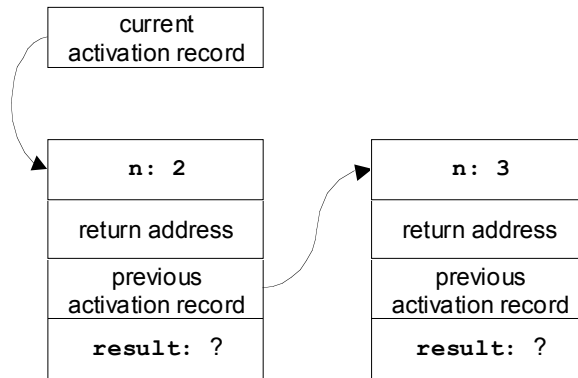 current
activation record
n: 2
return address
previous
activation record
result: ?
n: 3
return address
previous
activation record
result: ?